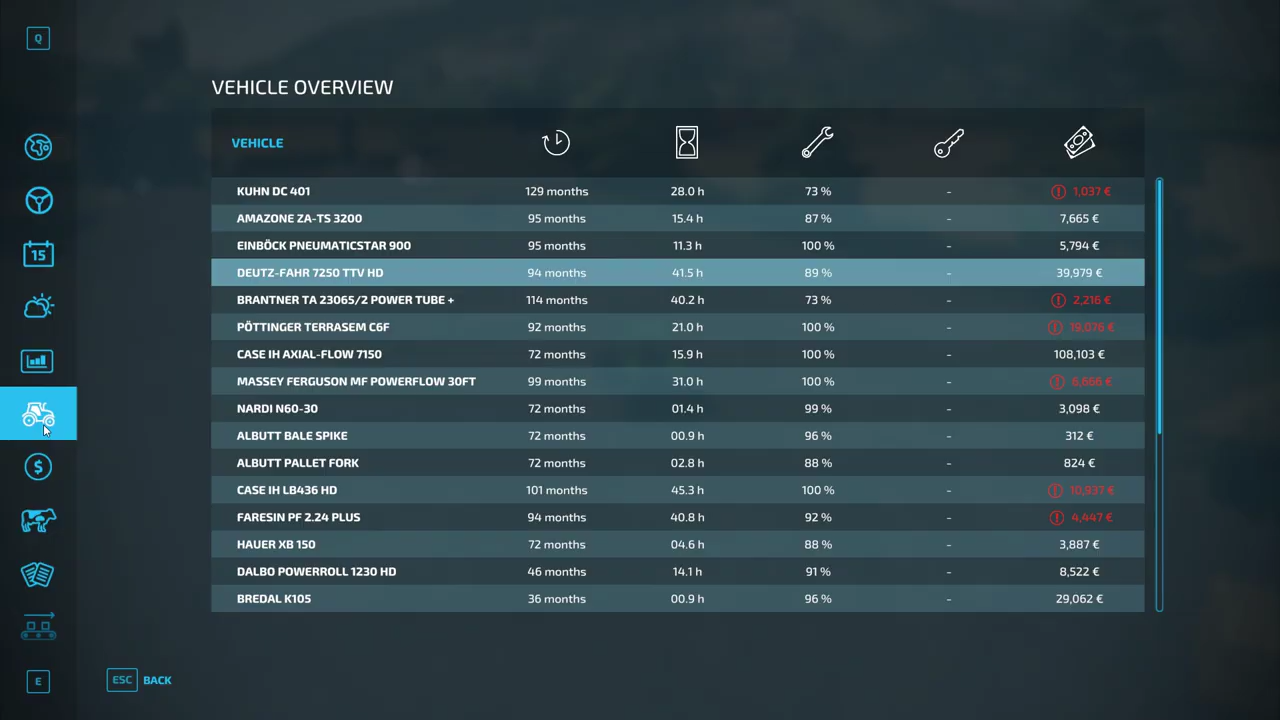 Q
VEHICLE OVERVIEW
VEHICLE
15
KUHN DC 401 129 months 28.0 h 73 % - 1,037 €
AMAZONE ZA-TS 3200 95 months 15.4 h 87 % - 7,665 €
EINBÖCK PNEUMATICSTAR 900 95 months 11.3 h 100 % - 5,794 €
DEUTZ-FAHR 7250 TTV HD 94 months 41.5 h 89 % - 39,979 €
BRANTNER TA 23065/2 POWER TUBE + 114 months 40.2 h 73 % - 2,216 €
PÖTTINGER TERRASEM C6F 92 months 21.0 h 100 % - 19,076 €
CASE IH AXIAL-FLOW 7150 72 months 15.9 h 100 % - 108,103 €
MASSEY FERGUSON MF POWERFLOW 30FT 99 months 31.0 h 100 % - 6,666 €
NARDI N60-30 72 months 01.4 h 99 % - 3,098 €
ALBUTT BALE SPIKE 72 months 00.9 h 96 % - 312 €
ALBUTT PALLET FORK 72 months 02.8 h 88 % - 824 €
CASE IH LB436 HD 101 months 45.3 h 100 % - 10,937 €
FARESIN PF 2.24 PLUS 94 months 40.8 h 92 % - 4,447 €
HAUER XB 150 72 months 04.6 h 88 % - 3,887 €
DALBO POWERROLL 1230 HD 46 months 14.1 h 91 % - 8,522 €
BREDAL K105 36 months 00.9 h 96 % - 29,062 €
$
E
ESC BACK